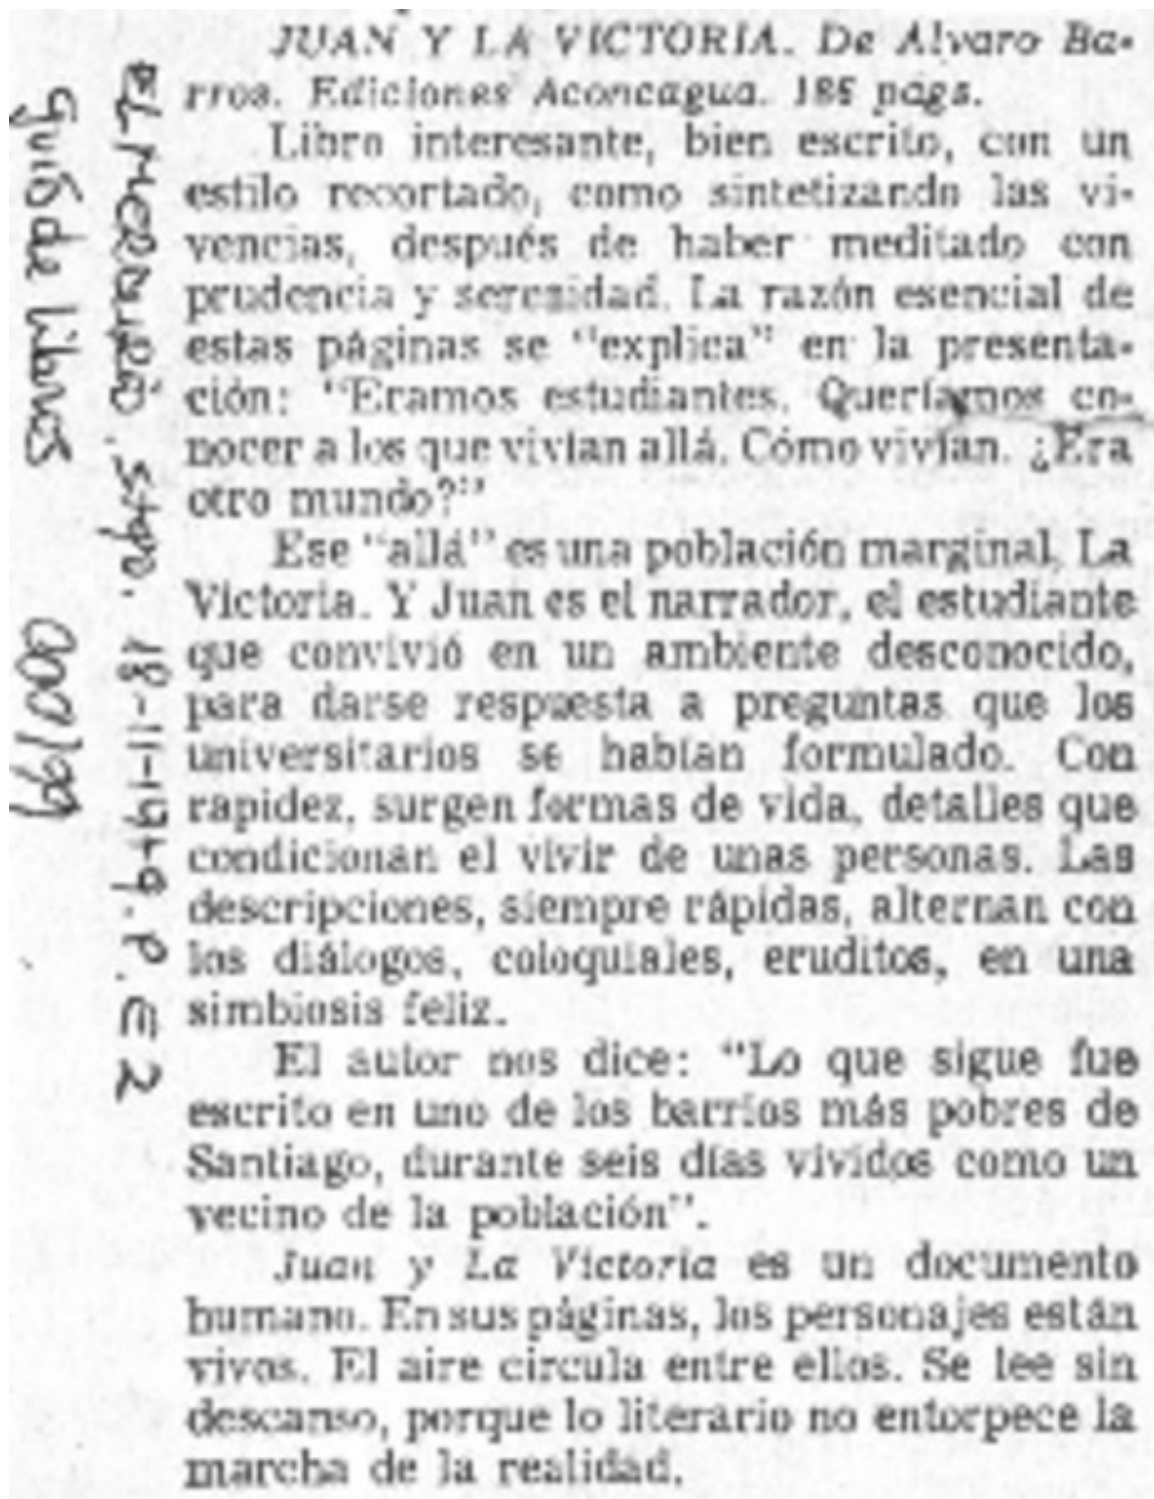 JUAN Y LA VICTORIA. De Alvaro Ba-
rros. Ediciones Aconcagua. 186 págs.
Libro interesante, bien escrito, con un
estilo recortado, como sintetizando las vi-
vencias, después de haber meditado con
prudencia y serenidad. La razón esencial de
estas páginas se "explica" en la presenta-
ción: "Eramos estudiantes. Queríamos co-
nocer a los que vivían allá. Cómo vivían. ¿Era
otro mundo?"
Ese "allá" es una población marginal, La
Victoria. Y Juan es el narrador, el estudiante
que convivió en un ambiente desconocido,
para darse respuesta a preguntas que los
universitarios se habían formulado. Con
rapidez, surgen formas de vida, detalles que
condicionan el vivir de unas personas. Las
descripciones, siempre rápidas, alternan con
los diálogos, coloquiales, eruditos, en una
simbiosis feliz.
El autor nos dice: "Lo que sigue fue
escrito en uno de los barrios más pobres de
Santiago, durante seis días vividos como un
vecino de la población".
Juan y La Victoria es un documento
humano. En sus páginas, los personajes están
vivos. El aire circula entre ellos. Se lee sin
descanso, porque lo literario no entorpece la
marcha de la realidad.
EL MERCURIO. Stgo. 18-11-1979. P. E 2
Guía de libros